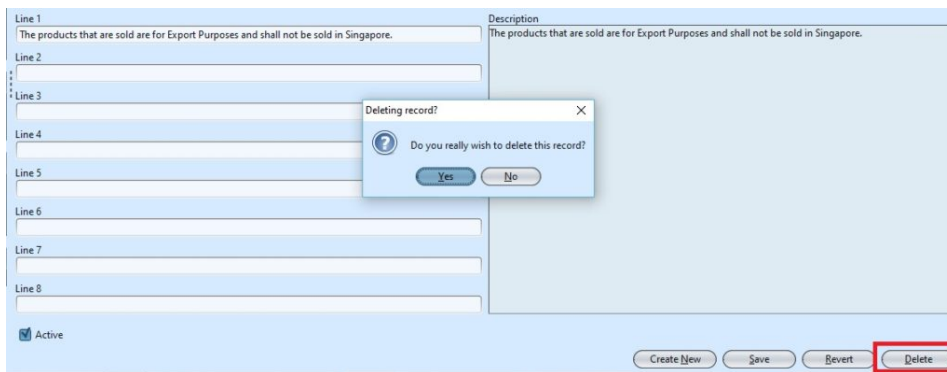 Line 1
The products that are sold are for Export Purposes and shall not be sold in Singapore.
Line 2
Line 3
Line 4
Line 5
Line 6
Line 7
Line 8
Active
Description
The products that are sold are for Export Purposes and shall not be sold in Singapore.
Deleting record?
Do you really wish to delete this record?
Yes No
Create New Save Revert Delete